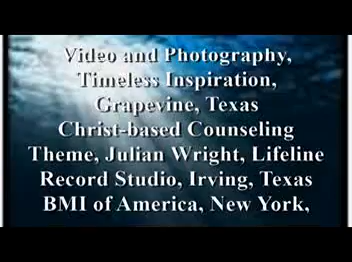 Video and Photography,
Timeless Inspiration,
Grapevine, Texas
Christ-based Counseling
Theme, Julian Wright, Lifeline
Record Studio, Irving, Texas
BMI of America, New York,